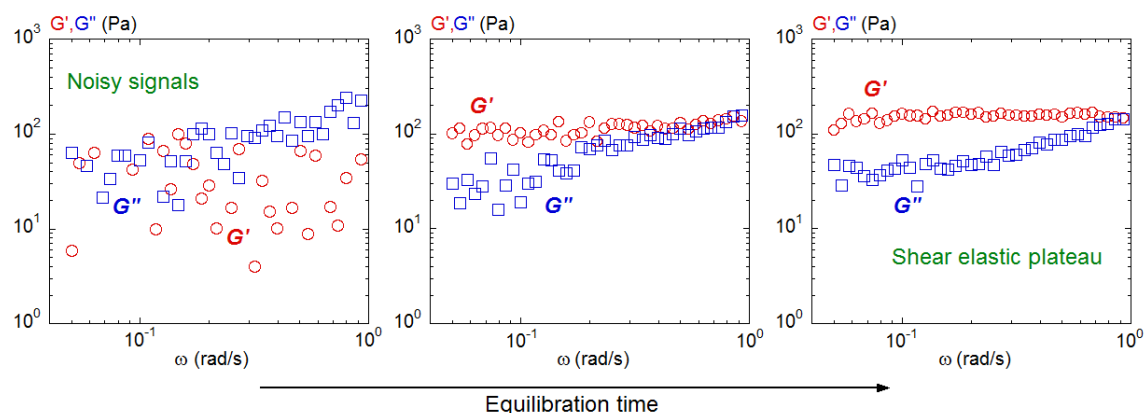 G',G" (Pa)
10³
10²
10¹
10⁰
Noisy signals
G"
G'
10⁻¹
10⁰
ω (rad/s)
G',G" (Pa)
10³
10²
10¹
10⁰
G'
G"
10⁻¹
10⁰
ω (rad/s)
G',G" (Pa)
10³
10²
10¹
10⁰
G'
G"
Shear elastic plateau
10⁻¹
10⁰
ω (rad/s)
Equilibration time